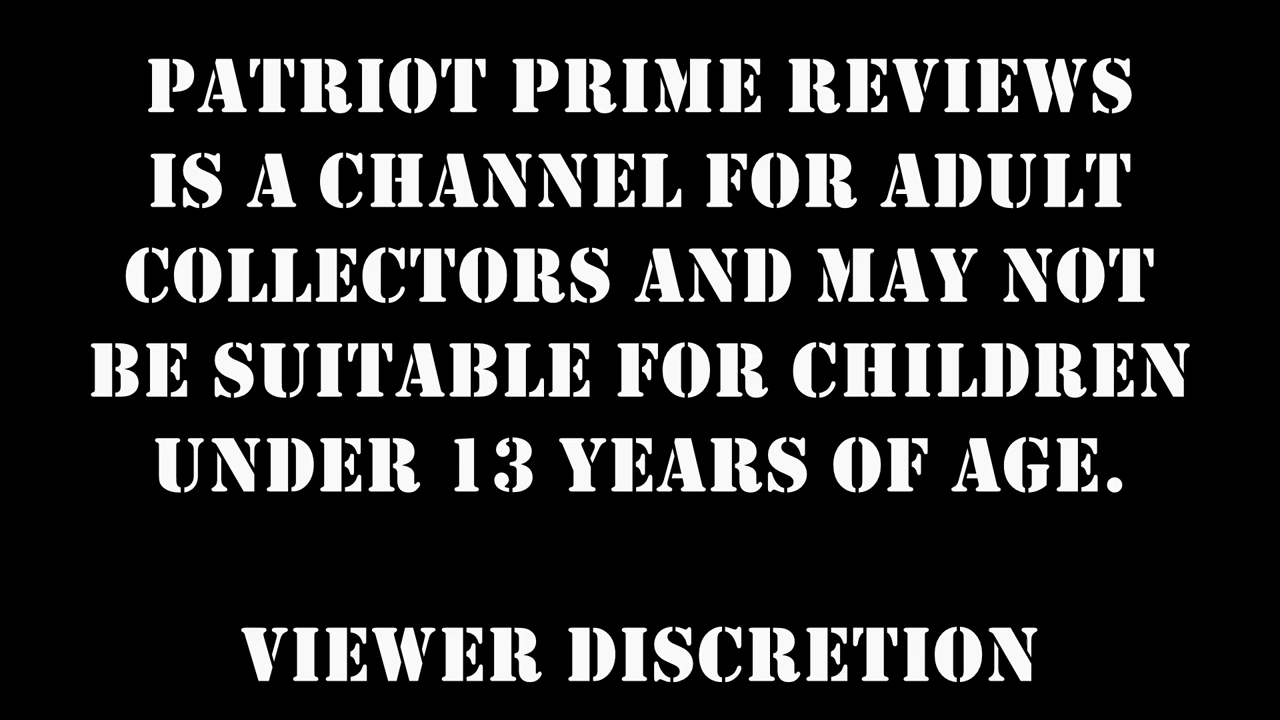 PATRIOT PRIME REVIEWS
IS A CHANNEL FOR ADULT
COLLECTORS AND MAY NOT
BE SUITABLE FOR CHILDREN
UNDER 13 YEARS OF AGE.
VIEWER DISCRETION